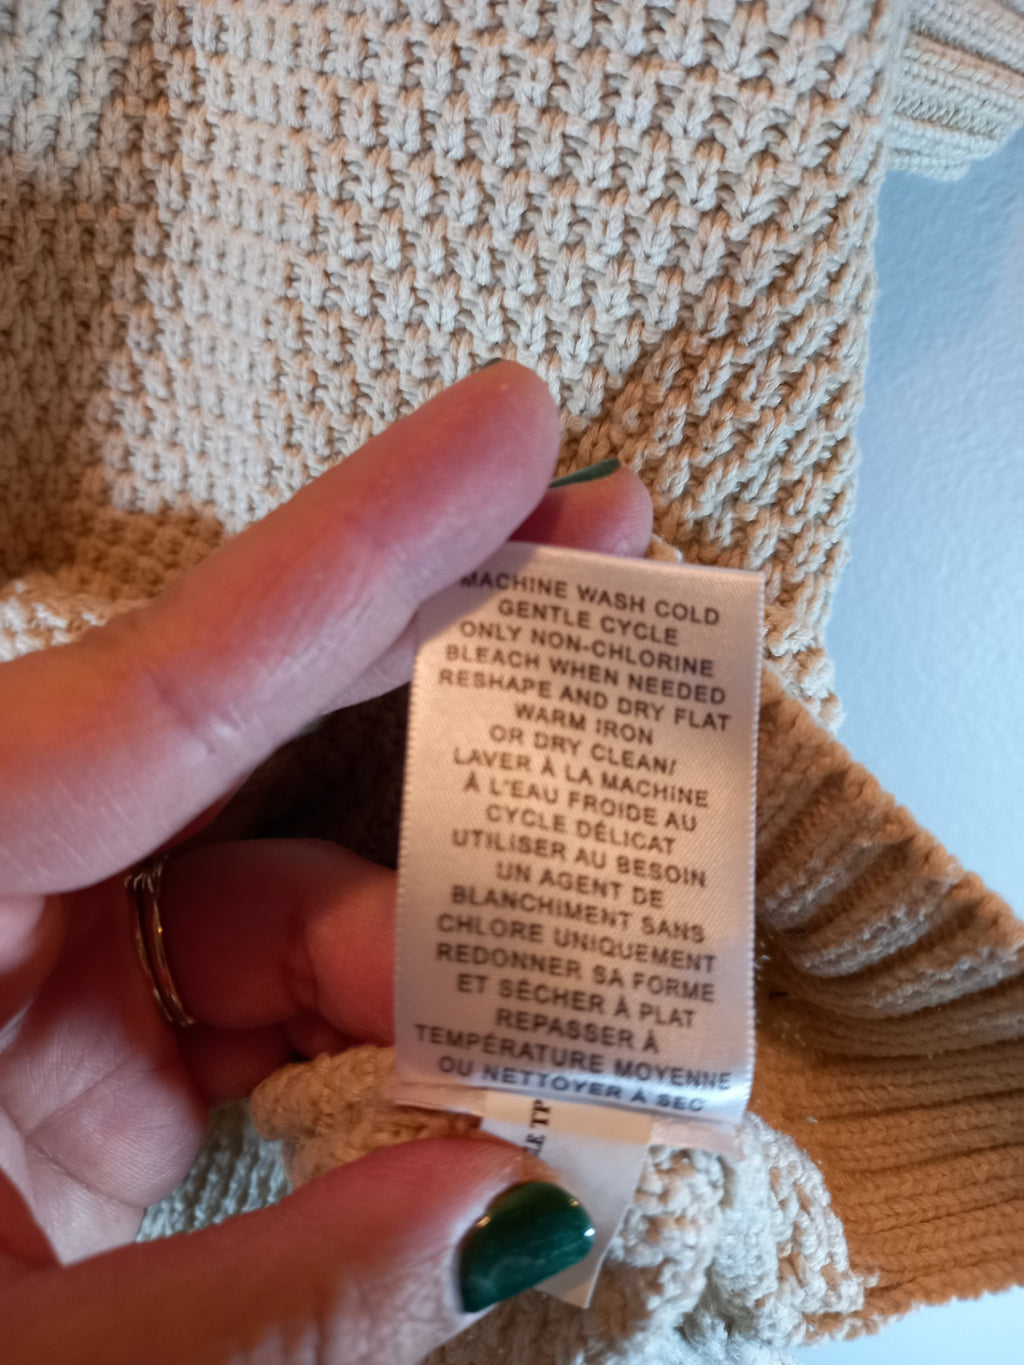 MACHINE WASH COLD
GENTLE CYCLE
ONLY NON-CHLORINE
BLEACH WHEN NEEDED
RESHAPE AND DRY FLAT
WARM IRON
OR DRY CLEAN/
LAVER À LA MACHINE
À L'EAU FROIDE AU
CYCLE DÉLICAT
UTILISER AU BESOIN
UN AGENT DE
BLANCHIMENT SANS
CHLORE UNIQUEMENT
REDONNER SA FORME
ET SÉCHER À PLAT
REPASSER À
TEMPÉRATURE MOYENNE
OU NETTOYER À SEC